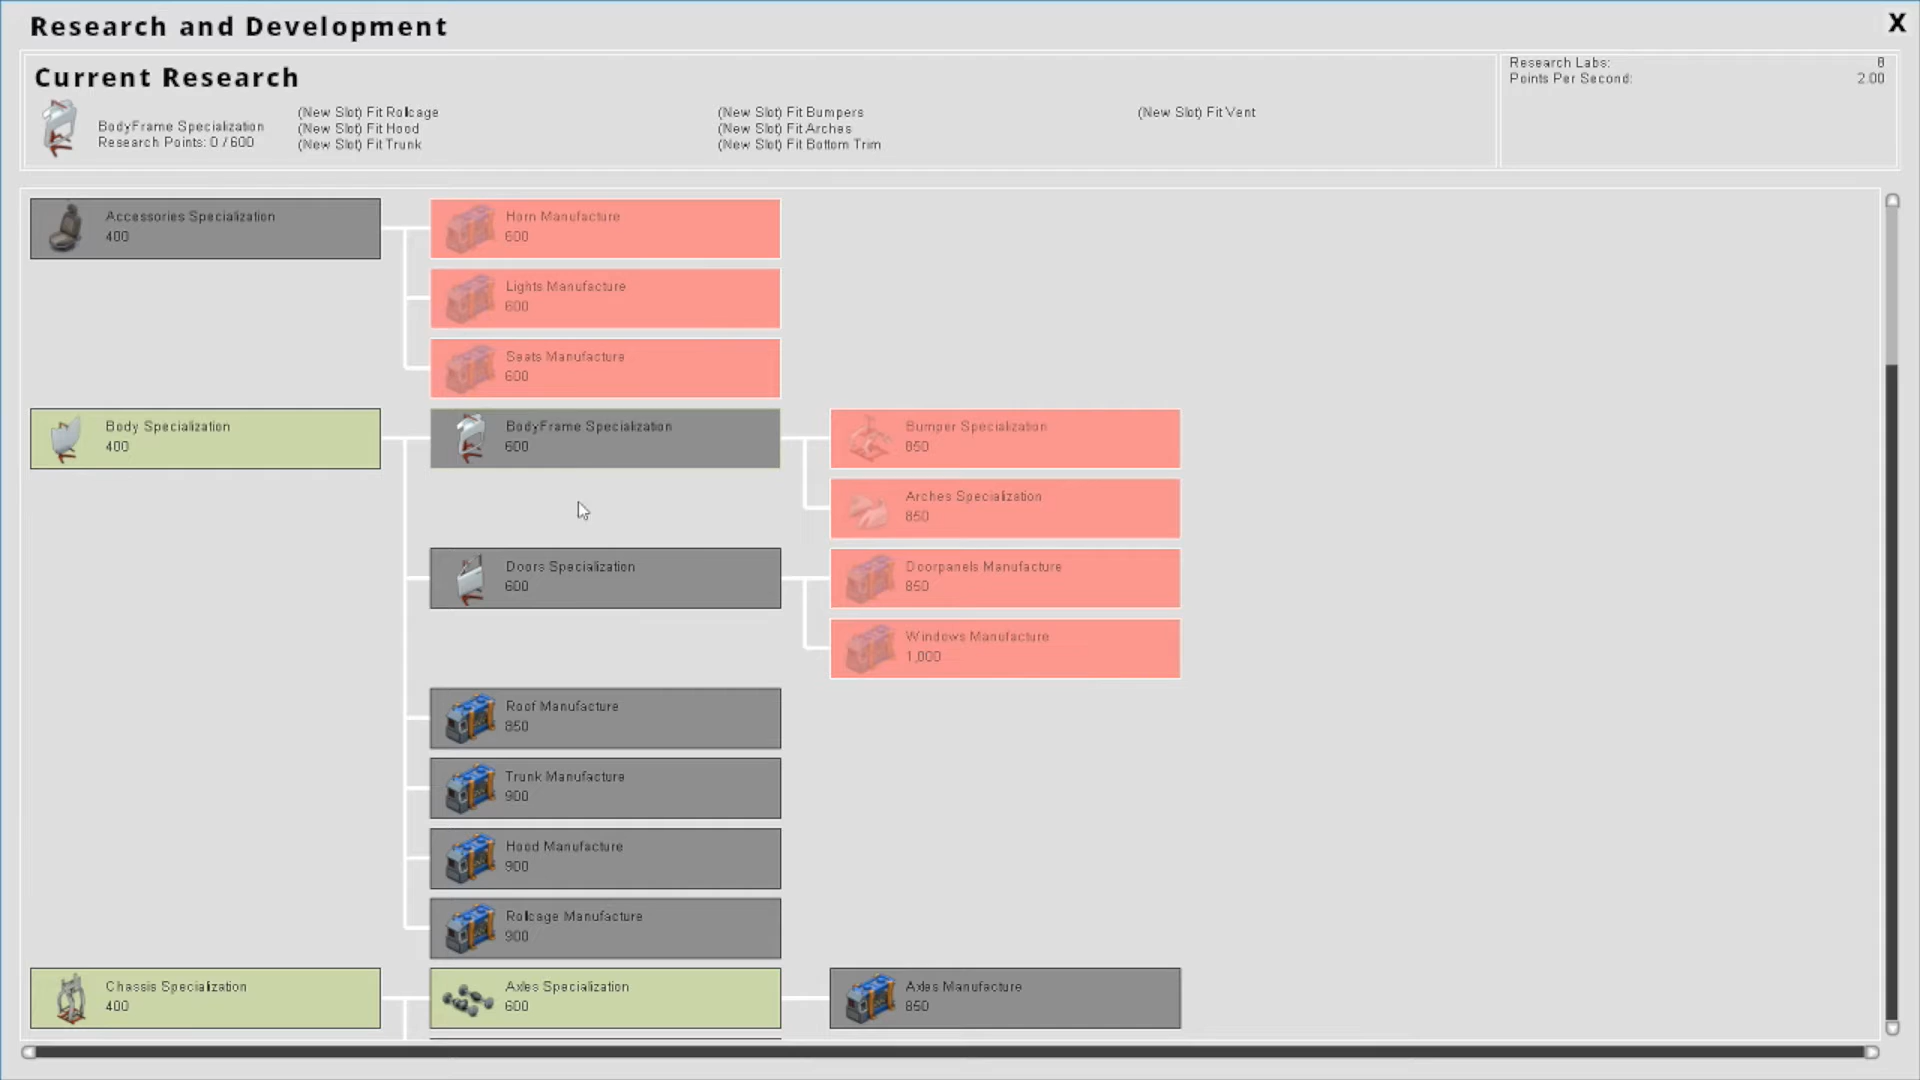 Research and Development
X
Current Research
BodyFrame Specialization
Research Points: 0 / 600
(New Slot) Fit Rolcage
(New Slot) Fit Hood
(New Slot) Fit Trunk
(New Slot) Fit Bumpers
(New Slot) Fit Arches
(New Slot) Fit Bottom Trim
(New Slot) Fit Vent
Research Labs: 8
Points Per Second: 2.00
Accessories Specialization
400
Horn Manufacture
600
Lights Manufacture
600
Seats Manufacture
600
Body Specialization
400
BodyFrame Specialization
600
Bumper Specialization
850
Arches Specialization
850
Doors Specialization
600
Doorpanels Manufacture
850
Windows Manufacture
1,000
Roof Manufacture
850
Trunk Manufacture
900
Hood Manufacture
900
Rolcage Manufacture
900
Chassis Specialization
400
Axles Specialization
600
Axles Manufacture
850